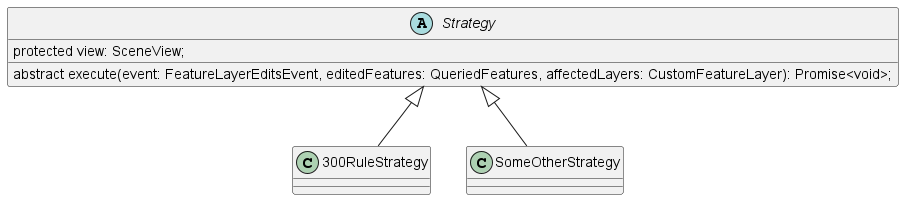 A Strategy
protected view: SceneView;
abstract execute(event: FeatureLayerEditsEvent, editedFeatures: QueriedFeatures, affectedLayers: CustomFeatureLayer): Promise<void>;
C 300RuleStrategy
C SomeOtherStrategy